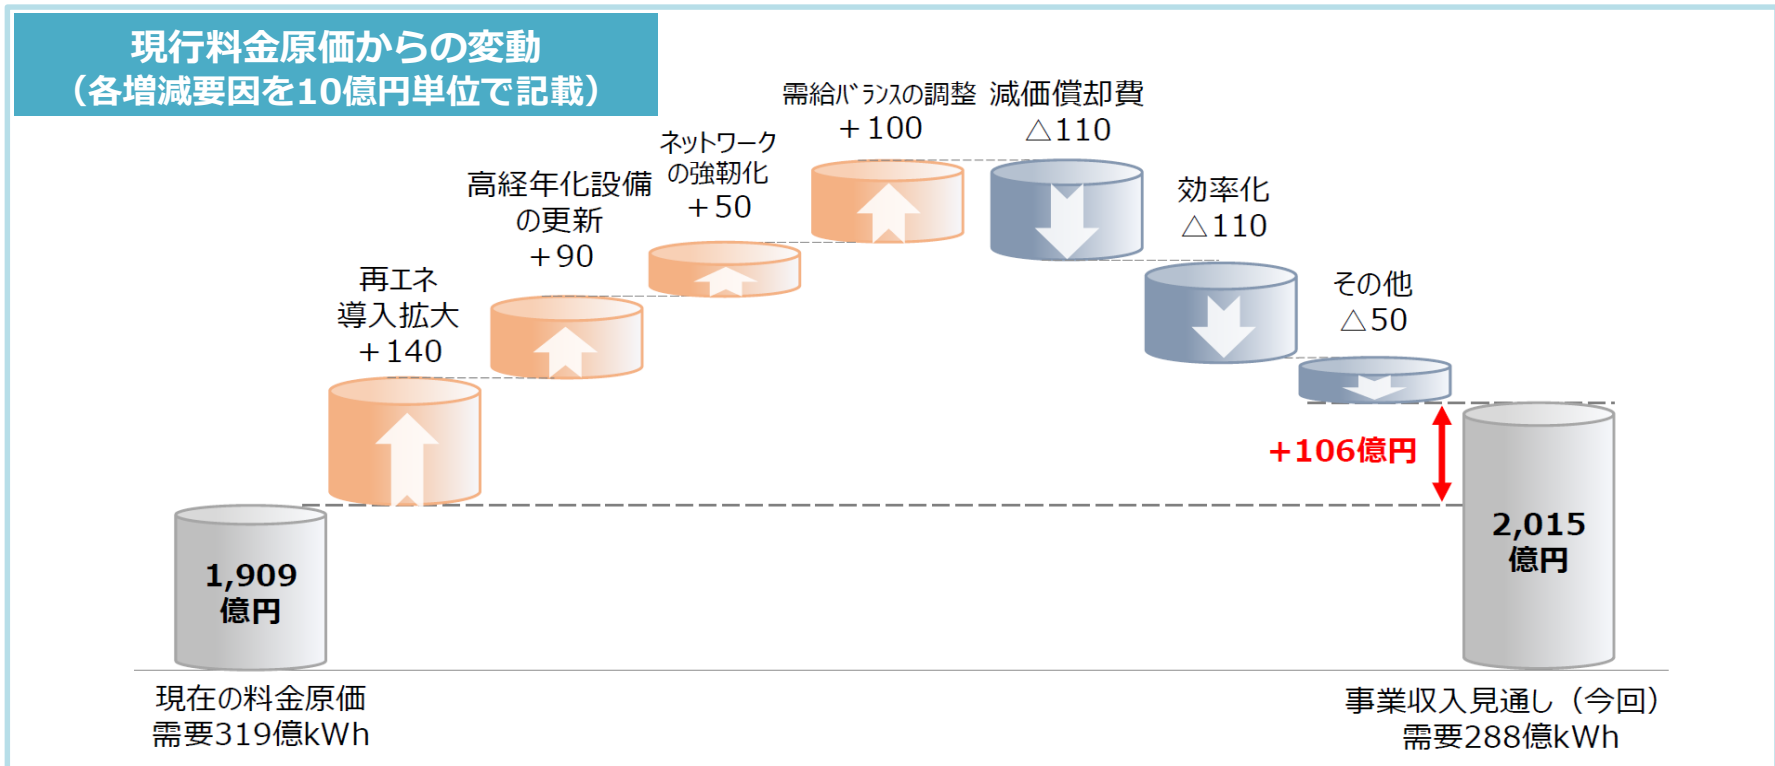 現行料金原価からの変動
（各増減要因を10億円単位で記載）
再エネ
導入拡大
＋140
高経年化設備
の更新
＋90
ネットワーク
の強靭化
＋50
需給バランスの調整
＋100
減価償却費
△110
効率化
△110
その他
△50
+106億円
1,909
億円
2,015
億円
現在の料金原価
需要319億kWh
事業収入見通し（今回）
需要288億kWh